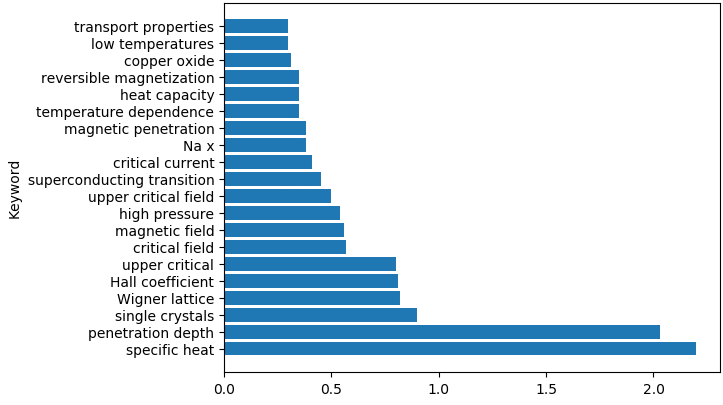 transport properties
low temperatures
copper oxide
reversible magnetization
heat capacity
temperature dependence
magnetic penetration
Na x
critical current
superconducting transition
upper critical field
high pressure
magnetic field
critical field
upper critical
Hall coefficient
Wigner lattice
single crystals
penetration depth
specific heat
Keyword
0.0 0.5 1.0 1.5 2.0